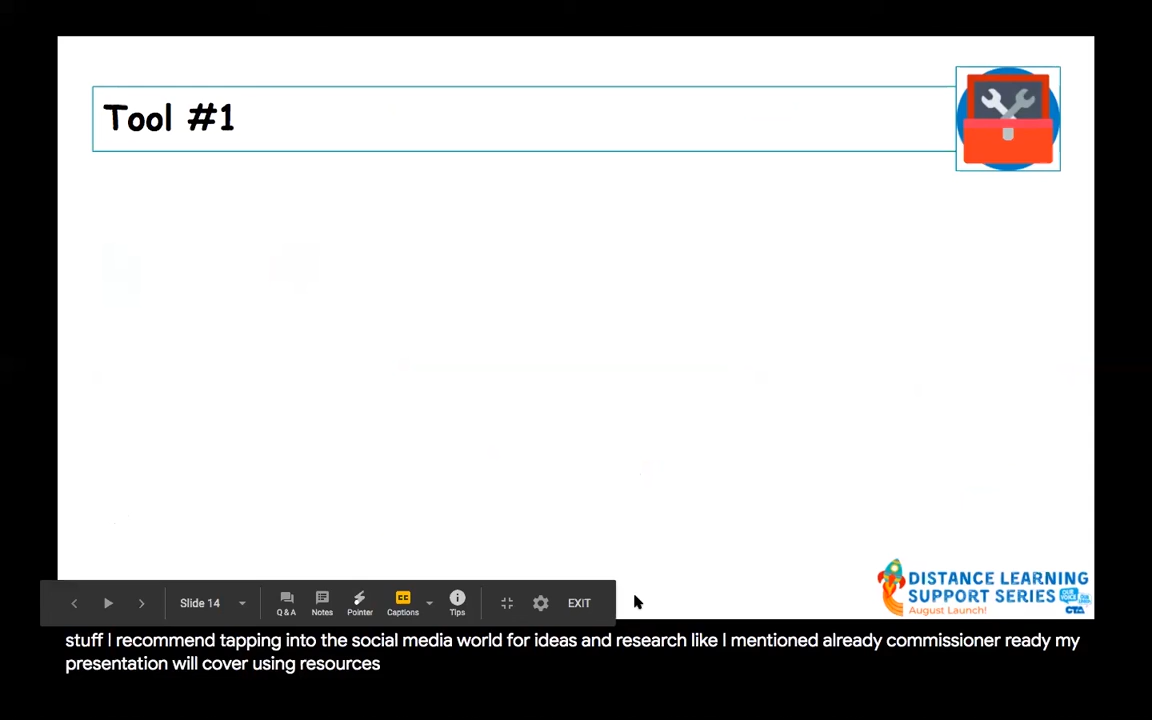 Tool #1
DISTANCE LEARNING
SUPPORT SERIES
August Launch!
CTA
Slide 14
Q & A
Notes
Pointer
Captions
Tips
EXIT
stuff I recommend tapping into the social media world for ideas and research like I mentioned already commissioner ready my
presentation will cover using resources